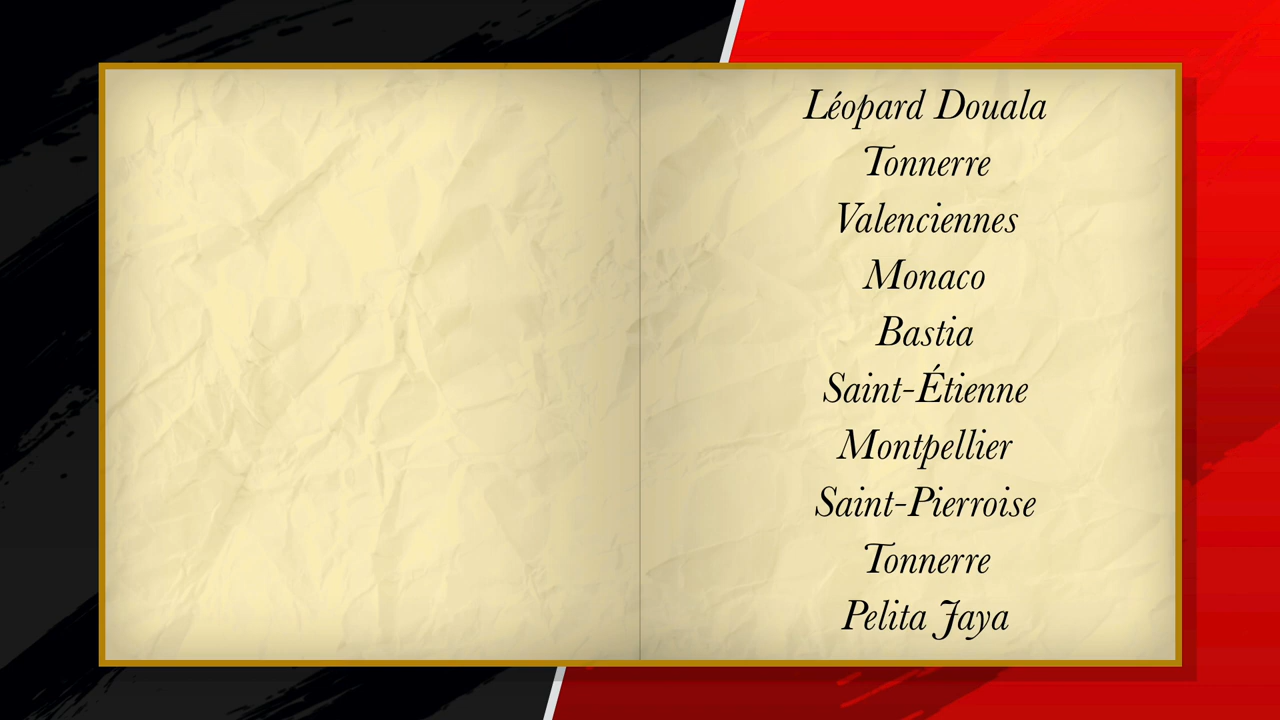 Léopard Douala
Tonnerre
Valenciennes
Monaco
Bastia
Saint-Étienne
Montpellier
Saint-Pierroise
Tonnerre
Pelita Jaya